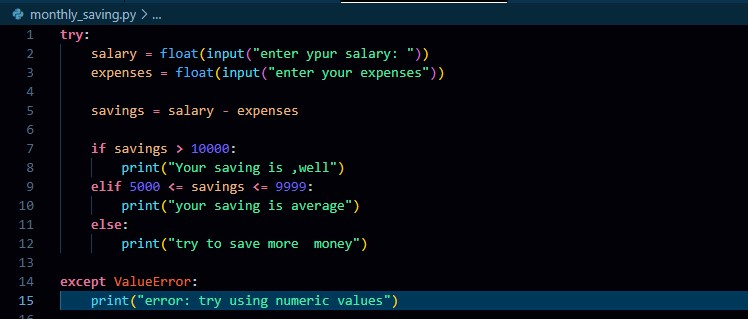 monthly_saving.py > ...
1 try:
2     salary = float(input("enter ypur salary: "))
3     expenses = float(input("enter your expenses"))
4
5     savings = salary - expenses
6
7     if savings > 10000:
8         print("Your saving is ,well")
9     elif 5000 <= savings <= 9999:
10         print("your saving is average")
11     else:
12         print("try to save more  money")
13
14 except ValueError:
15     print("error: try using numeric values")
16